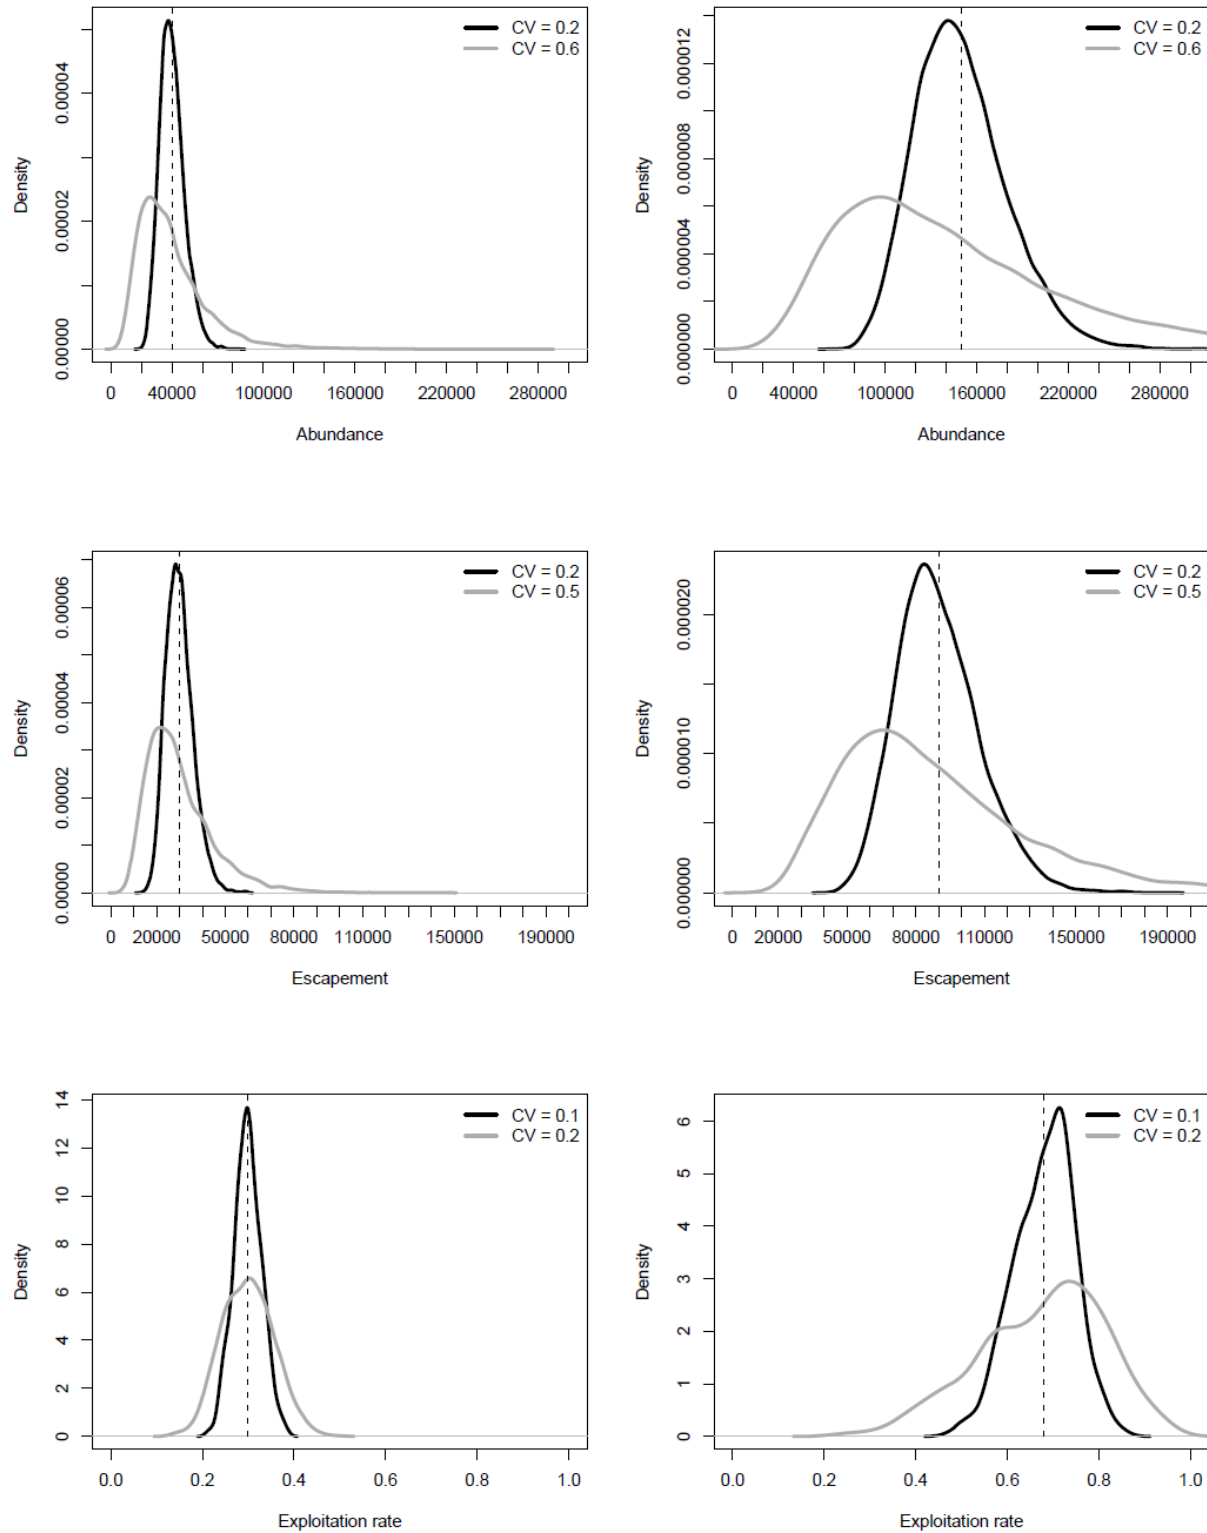 CV = 0.2
CV = 0.6
Density
0.00000
0.00002
0.00004
0 40000 100000 160000 220000 280000
Abundance
CV = 0.2
CV = 0.6
Density
0.000000
0.000004
0.000008
0.000012
0 40000 100000 160000 220000 280000
Abundance
CV = 0.2
CV = 0.5
Density
0.00000
0.00002
0.00004
0.00006
0 20000 50000 80000 110000 150000 190000
Escapement
CV = 0.2
CV = 0.5
Density
0.000000
0.000010
0.000020
0 20000 50000 80000 110000 150000 190000
Escapement
CV = 0.1
CV = 0.2
Density
0
2
4
6
8
10
12
14
0.0 0.2 0.4 0.6 0.8 1.0
Exploitation rate
CV = 0.1
CV = 0.2
Density
0
1
2
3
4
5
6
0.0 0.2 0.4 0.6 0.8 1.0
Exploitation rate